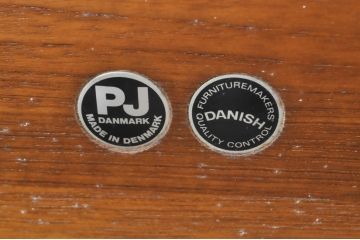 PJ
DANMARK
MADE IN DENMARK
FURNITUREMAKERS'
DANISH
QUALITY CONTROL